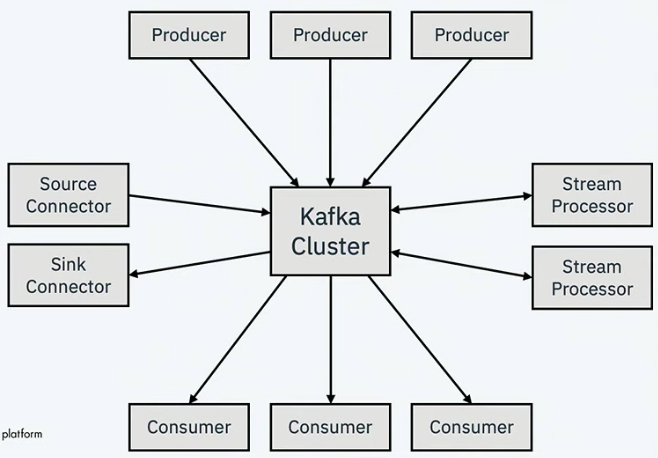 Producer
Producer
Producer
Source
Connector
Kafka
Cluster
Stream
Processor
Sink
Connector
Stream
Processor
Consumer
Consumer
Consumer
platform